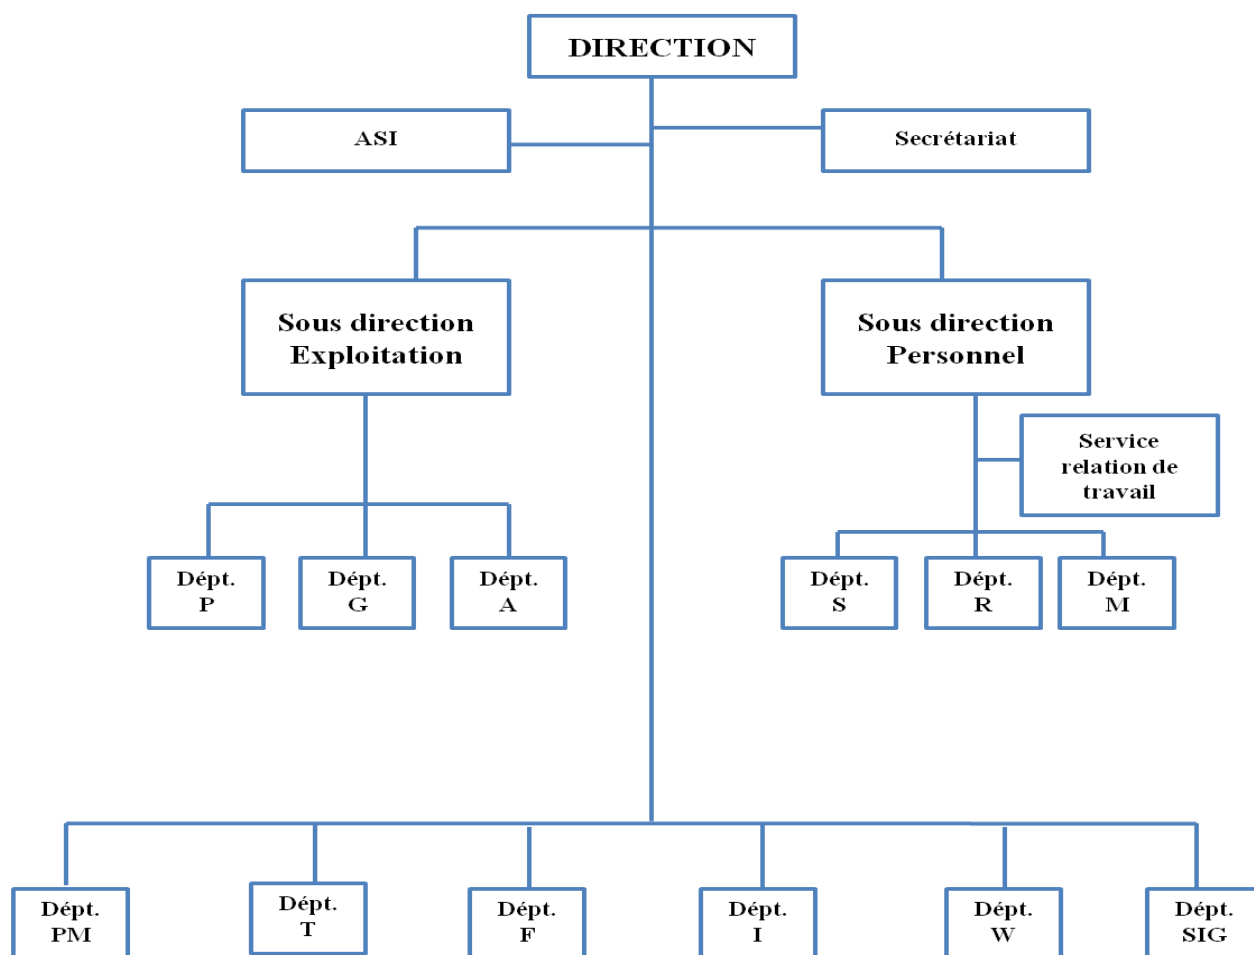 DIRECTION
ASI
Secrétariat
Sous direction
Exploitation
Sous direction
Personnel
Service
relation de
travail
Dépt.
P
Dépt.
G
Dépt.
A
Dépt.
S
Dépt.
R
Dépt.
M
Dépt.
PM
Dépt.
T
Dépt.
F
Dépt.
I
Dépt.
W
Dépt.
SIG